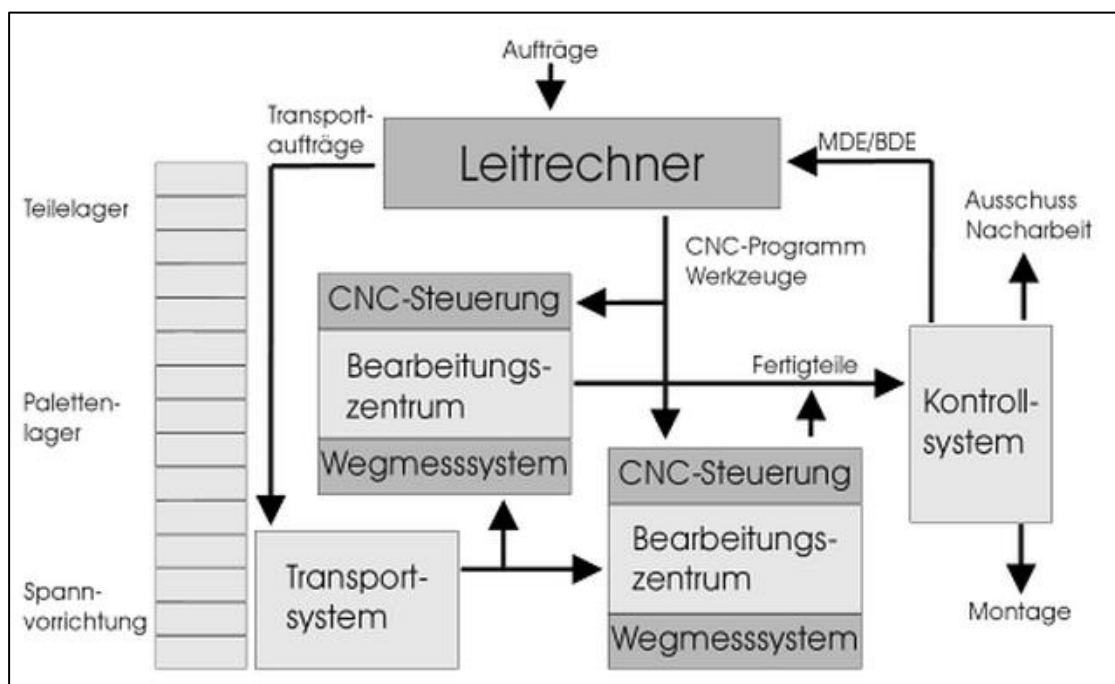 Aufträge
Transport-
aufträge
Leitrechner
MDE/BDE
Teilelager
Ausschuss
Nacharbeit
CNC-Programm
Werkzeuge
CNC-Steuerung
Bearbeitungs-
zentrum
Wegmesssystem
Fertigteile
Kontroll-
system
Paletten-
lager
CNC-Steuerung
Bearbeitungs-
zentrum
Wegmesssystem
Transport-
system
Spann-
vorrichtung
Montage